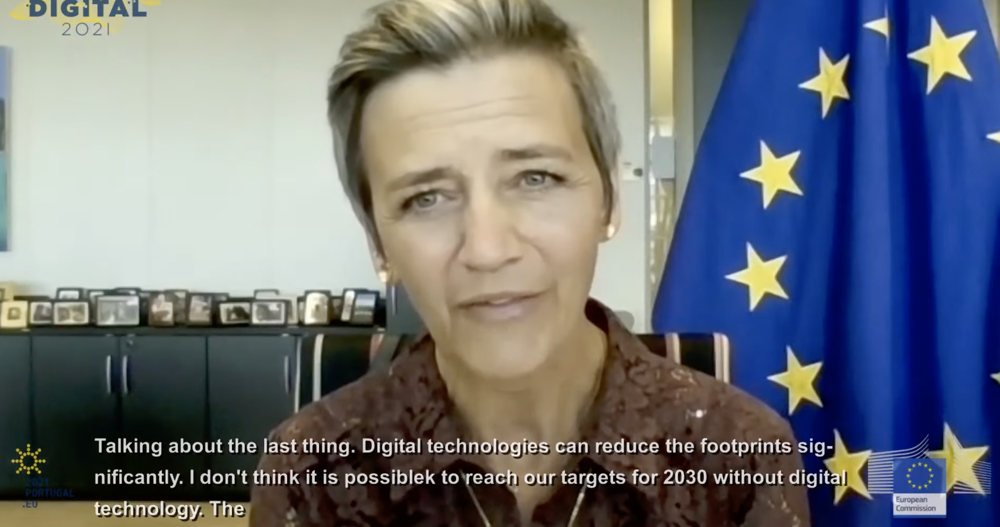 DIGITAL
2021
Talking about the last thing. Digital technologies can reduce the footprints sig-
nificantly. I don't think it is possiblek to reach our targets for 2030 without digital
technology. The
2021
PORTUGAL
.EU
European
Commission